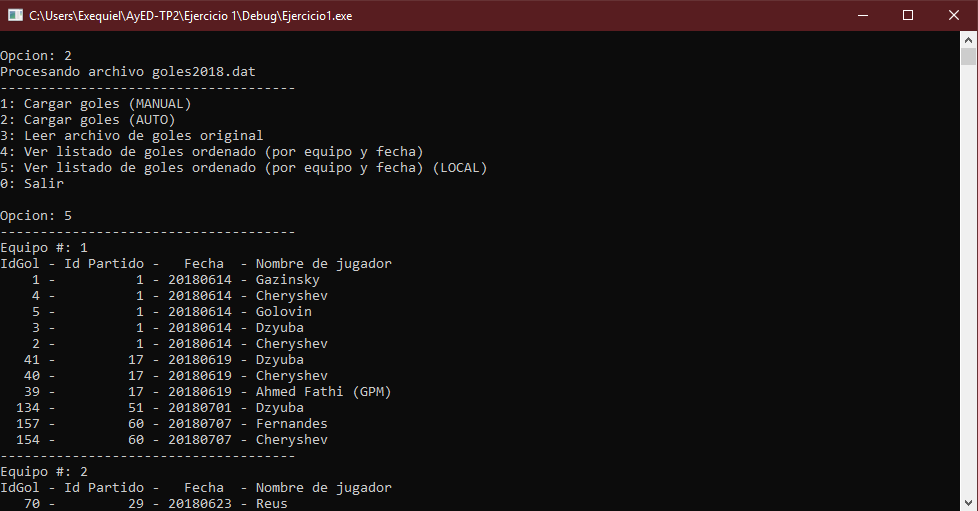 C:\Users\Exequiel\AyED-TP2\Ejercicio 1\Debug\Ejercicio1.exe
Opcion: 2
Procesando archivo goles2018.dat
-------------------------------------
1: Cargar goles (MANUAL)
2: Cargar goles (AUTO)
3: Leer archivo de goles original
4: Ver listado de goles ordenado (por equipo y fecha)
5: Ver listado de goles ordenado (por equipo y fecha) (LOCAL)
0: Salir
Opcion: 5
-------------------------------------
Equipo #: 1
IdGol - Id Partido -   Fecha  - Nombre de jugador
    1 -          1 - 20180614 - Gazinsky
    4 -          1 - 20180614 - Cheryshev
    5 -          1 - 20180614 - Golovin
    3 -          1 - 20180614 - Dzyuba
    2 -          1 - 20180614 - Cheryshev
   41 -         17 - 20180619 - Dzyuba
   40 -         17 - 20180619 - Cheryshev
   39 -         17 - 20180619 - Ahmed Fathi (GPM)
  134 -         51 - 20180701 - Dzyuba
  157 -         60 - 20180707 - Fernandes
  154 -         60 - 20180707 - Cheryshev
-------------------------------------
Equipo #: 2
IdGol - Id Partido -   Fecha  - Nombre de jugador
   70 -         29 - 20180623 - Reus